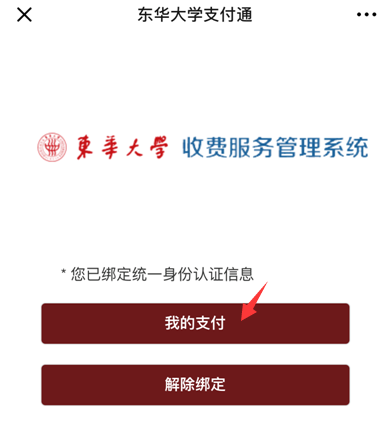 东华大学支付通
東華大學 收费服务管理系统
* 您已绑定统一身份认证信息
我的支付
解除绑定